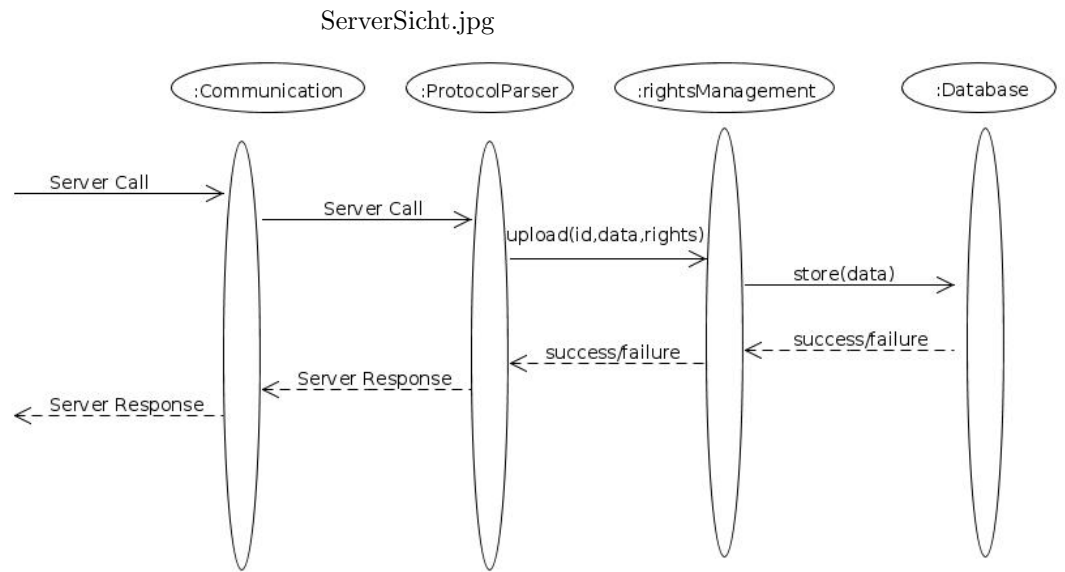 ServerSicht.jpg
:Communication
:ProtocolParser
:rightsManagement
:Database
Server Call
Server Call
upload(id,data,rights)
store(data)
success/failure
success/failure
Server Response
Server Response